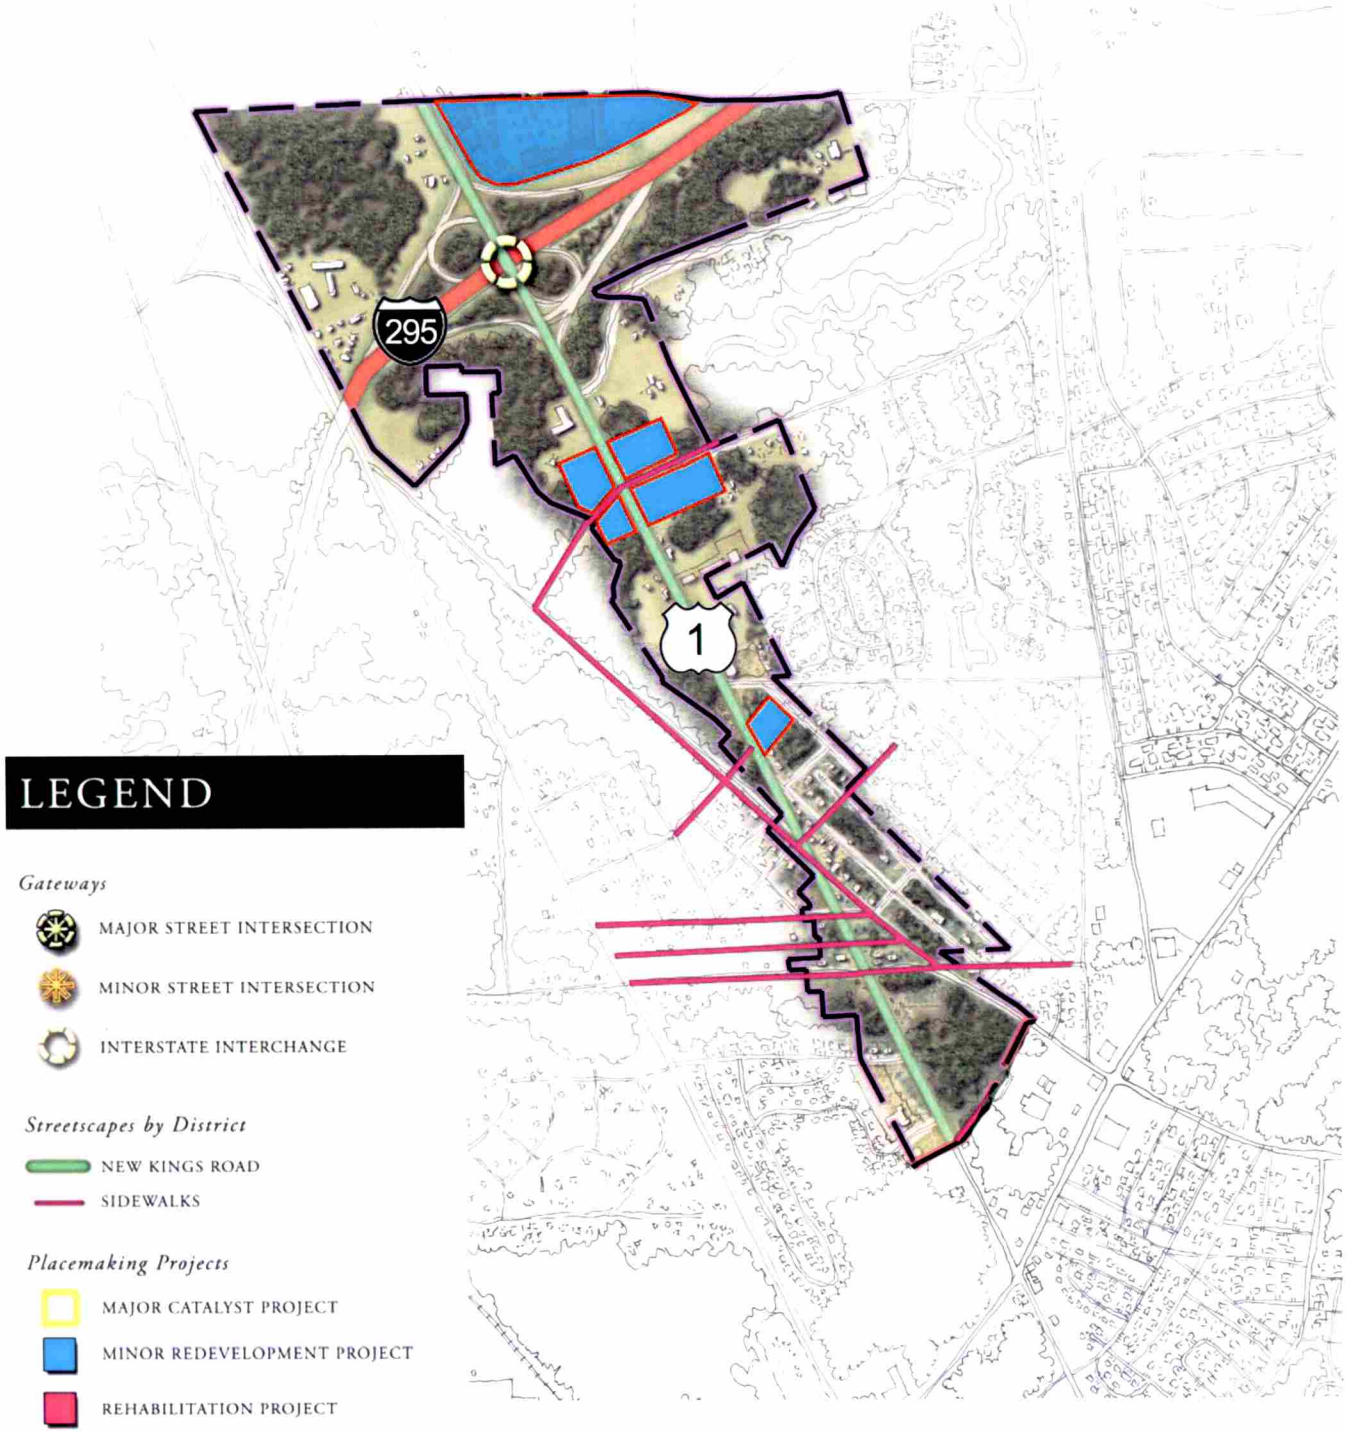 295
1
LEGEND
Gateways
MAJOR STREET INTERSECTION
MINOR STREET INTERSECTION
INTERSTATE INTERCHANGE
Streetscapes by District
NEW KINGS ROAD
SIDEWALKS
Placemaking Projects
MAJOR CATALYST PROJECT
MINOR REDEVELOPMENT PROJECT
REHABILITATION PROJECT